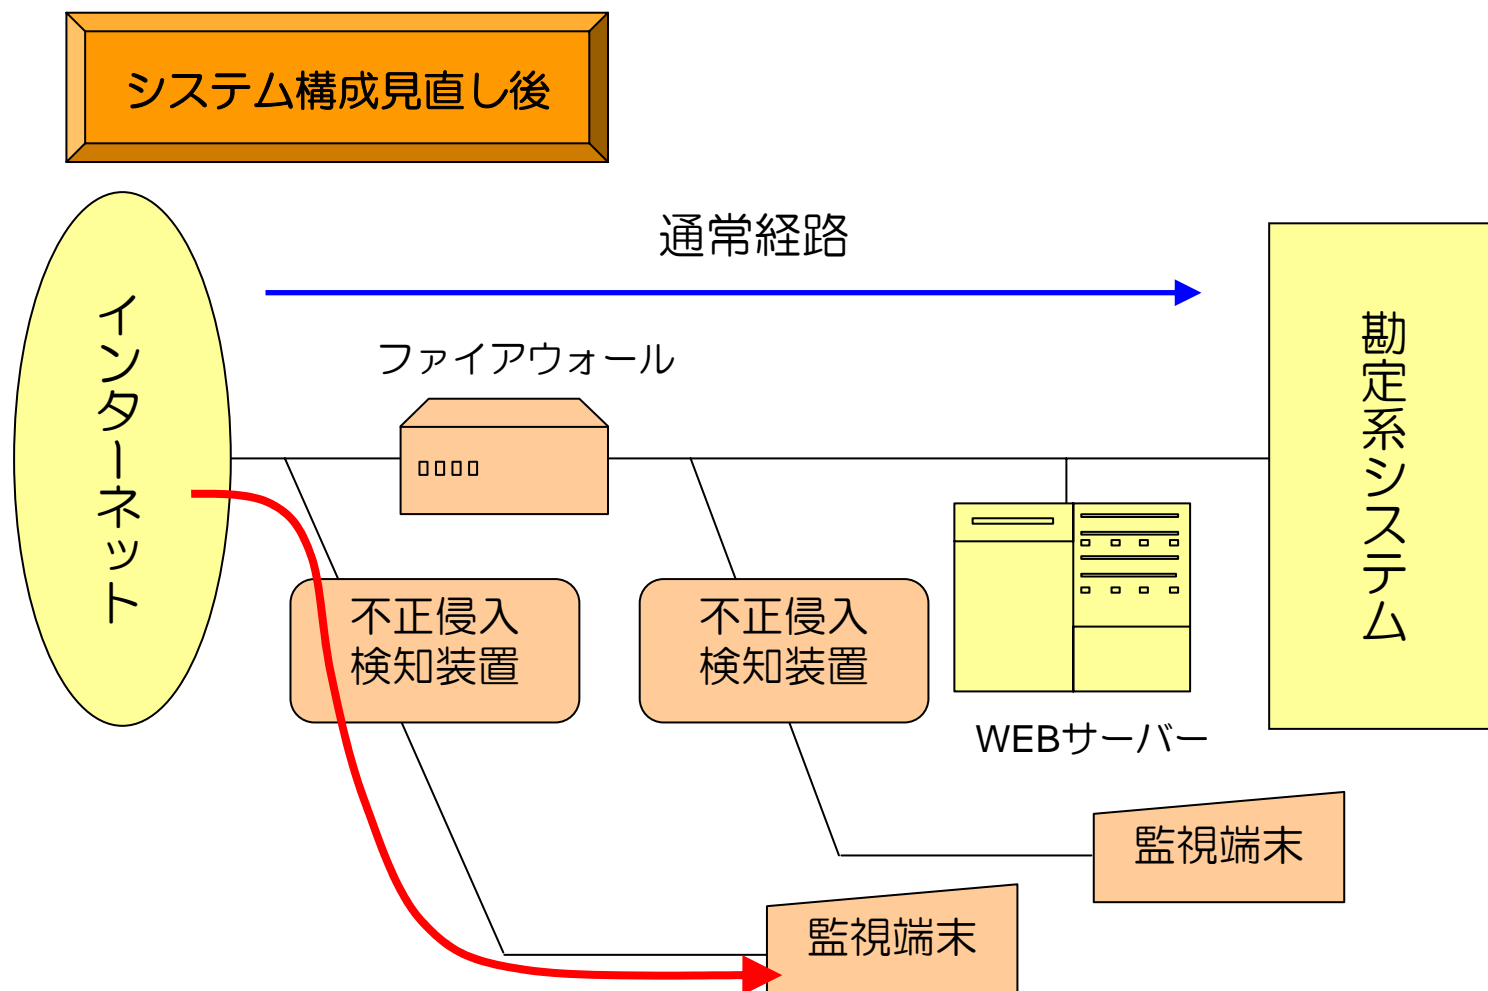 システム構成見直し後
通常経路
インターネット
ファイアウォール
勘定系システム
不正侵入
検知装置
不正侵入
検知装置
WEBサーバー
監視端末
監視端末